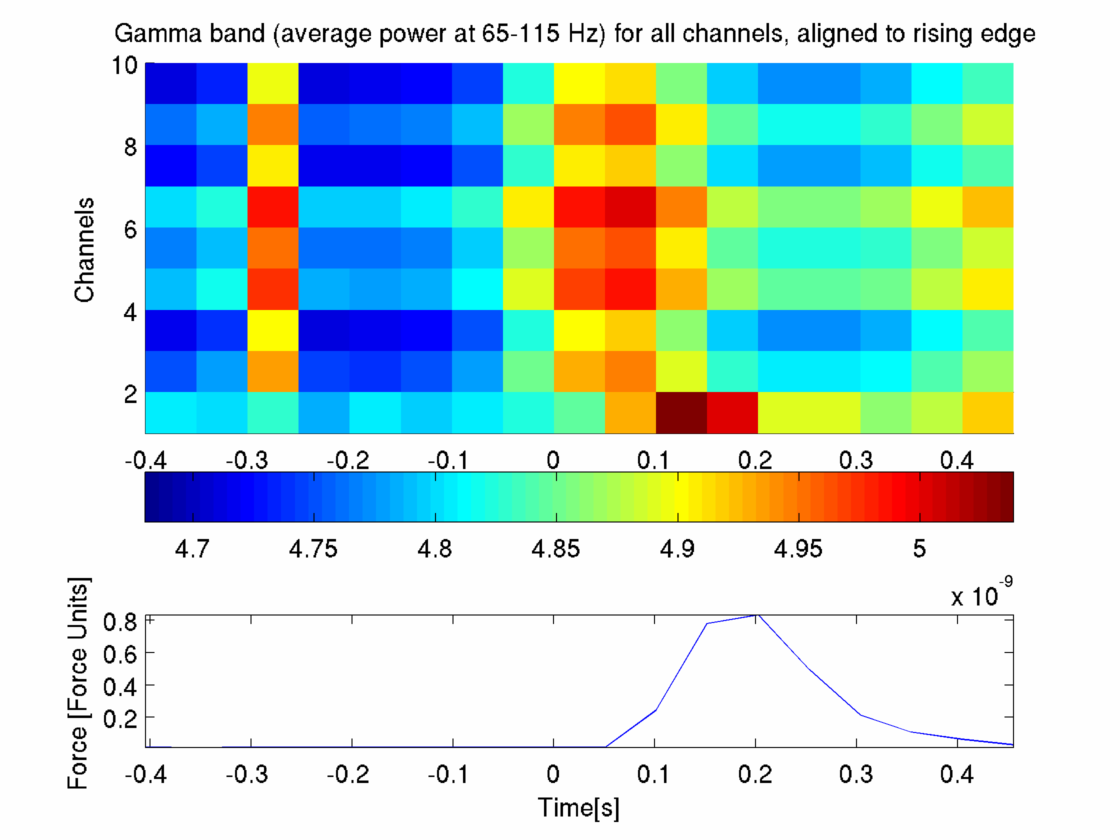 Gamma band (average power at 65-115 Hz) for all channels, aligned to rising edge
10
8
6
4
2
Channels
-0.4 -0.3 -0.2 -0.1 0 0.1 0.2 0.3 0.4
4.7 4.75 4.8 4.85 4.9 4.95 5
x 10^-9
0.8
0.6
0.4
0.2
Force [Force Units]
-0.4 -0.3 -0.2 -0.1 0 0.1 0.2 0.3 0.4
Time[s]